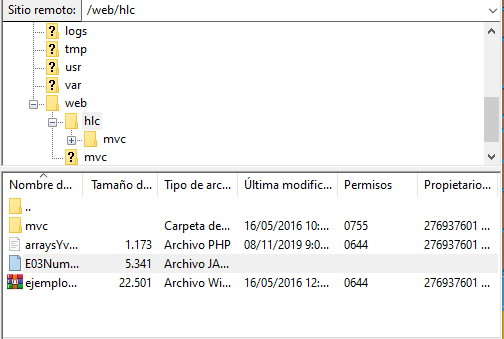 Sitio remoto: /web/hlc
logs
tmp
usr
var
web
hlc
mvc
mvc
Nombre d... Tamaño d... Tipo de arc... Última modific... Permisos Propietario...
..
mvc Carpeta de... 16/05/2016 10:... 0755 276937601 ...
arraysYv... 1.173 Archivo PHP 08/11/2019 9:0... 0644 276937601 ...
E03Num... 5.341 Archivo JA...
ejemplo... 22.501 Archivo Wi... 16/05/2016 12:... 0644 276937601 ...